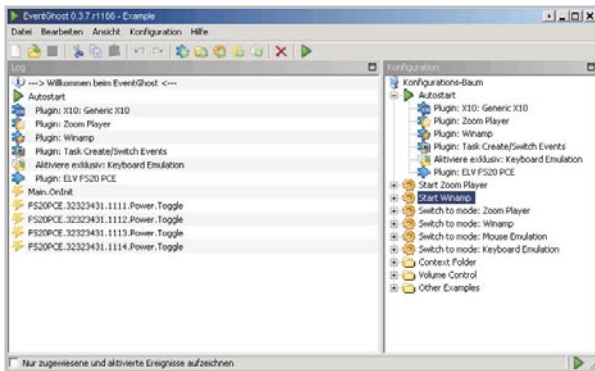 EventGhost 0.3.7.r1166 - Example
Datei Bearbeiten Ansicht Konfiguration Hilfe
Log
---> Willkommen beim EventGhost <---
Autostart
Plugin: X10: Generic X10
Plugin: Zoom Player
Plugin: Winamp
Plugin: Task Create/Switch Events
Aktiviere exklusiv: Keyboard Emulation
Plugin: ELV FS20 PCE
Main.OnInit
FS20PCE.32323431.1111.Power.Toggle
FS20PCE.32323431.1112.Power.Toggle
FS20PCE.32323431.1113.Power.Toggle
FS20PCE.32323431.1114.Power.Toggle
Konfiguration
Konfigurations-Baum
Autostart
Plugin: X10: Generic X10
Plugin: Zoom Player
Plugin: Winamp
Plugin: Task Create/Switch Events
Aktiviere exklusiv: Keyboard Emulation
Plugin: ELV FS20 PCE
Start Zoom Player
Start Winamp
Switch to mode: Zoom Player
Switch to mode: Winamp
Switch to mode: Mouse Emulation
Switch to mode: Keyboard Emulation
Context Folder
Volume Control
Other Examples
Nur zugewiesene und aktivierte Ereignisse aufzeichnen